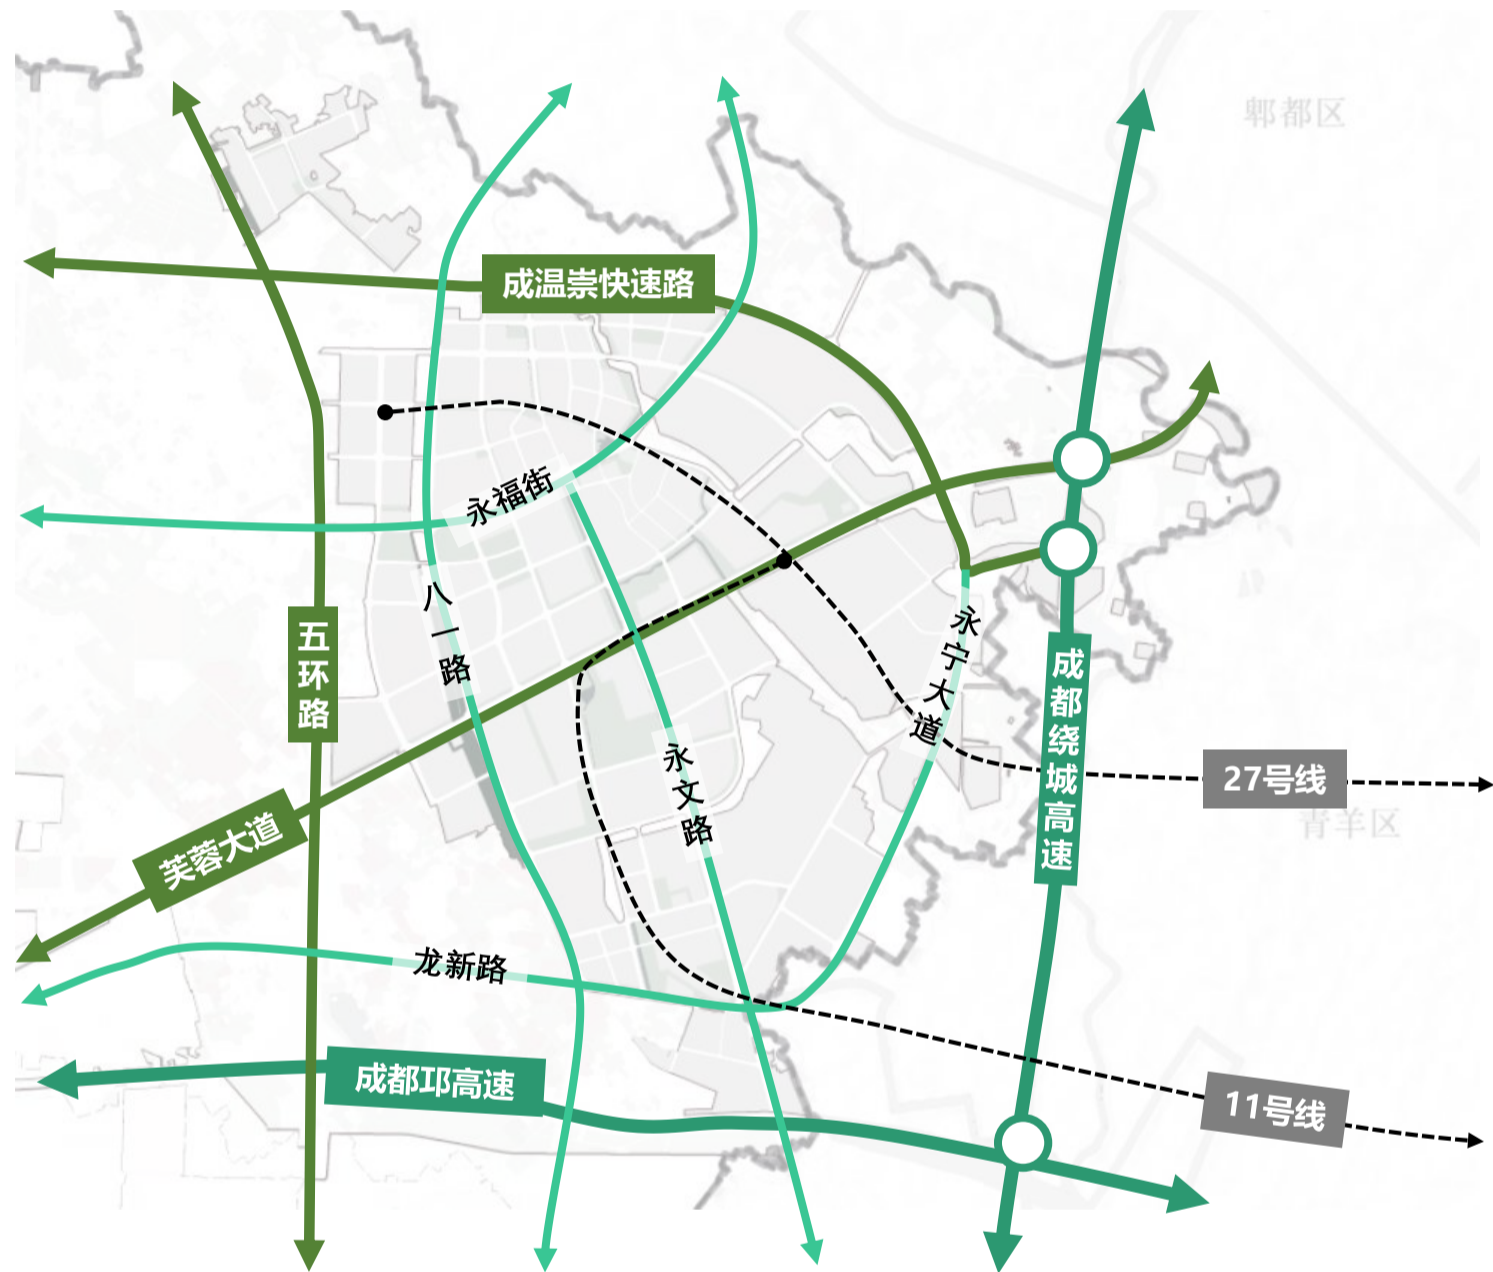 郫都区
成温崇快速路
永福街
八一路
五环路
永宁大道
成都绕城高速
永文路
27号线
青羊区
芙蓉大道
龙新路
成都邛高速
11号线